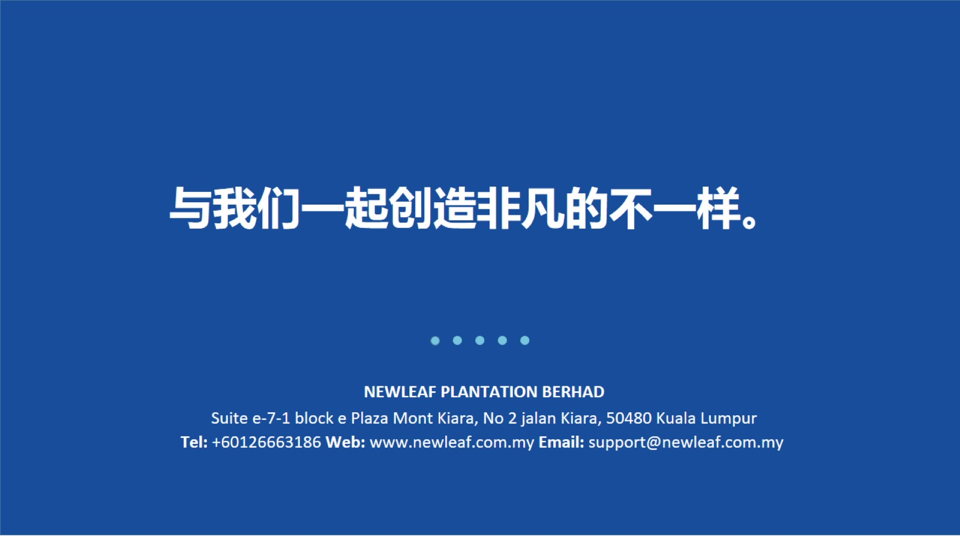 与我们一起创造非凡的不一样。
NEWLEAF PLANTATION BERHAD
Suite e-7-1 block e Plaza Mont Kiara, No 2 jalan Kiara, 50480 Kuala Lumpur
Tel: +60126663186 Web: www.newleaf.com.my Email: support@newleaf.com.my